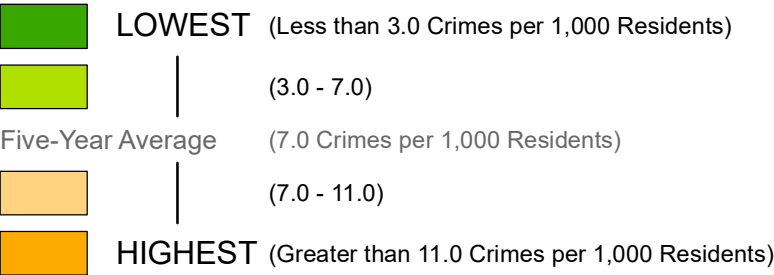 LOWEST (Less than 3.0 Crimes per 1,000 Residents)
(3.0 - 7.0)
Five-Year Average (7.0 Crimes per 1,000 Residents)
(7.0 - 11.0)
HIGHEST (Greater than 11.0 Crimes per 1,000 Residents)